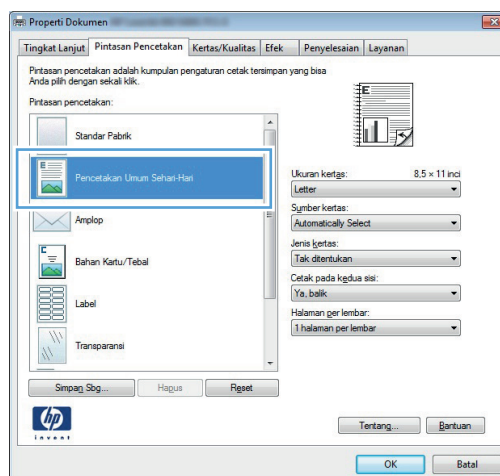 Properti Dokumen
Tingkat Lanjut Pintasan Pencetakan Kertas/Kualitas Efek Penyelesaian Layanan
Pintasan pencetakan adalah kumpulan pengaturan cetak tersimpan yang bisa
Anda pilih dengan sekali klik.
Pintasan pencetakan:
Standar Pabrik
Pencetakan Umum Sehari-Hari
Amplop
Bahan Kartu/Tebal
Label
Transparansi
Ukuran kertas: 8,5 × 11 inci
Letter
Sumber kertas:
Automatically Select
Jenis kertas:
Tak ditentukan
Cetak pada kedua sisi:
Ya, balik
Halaman per lembar:
1 halaman per lembar
Simpan Sbg... Hapus Reset
hp
invent
Tentang... Bantuan
OK Batal